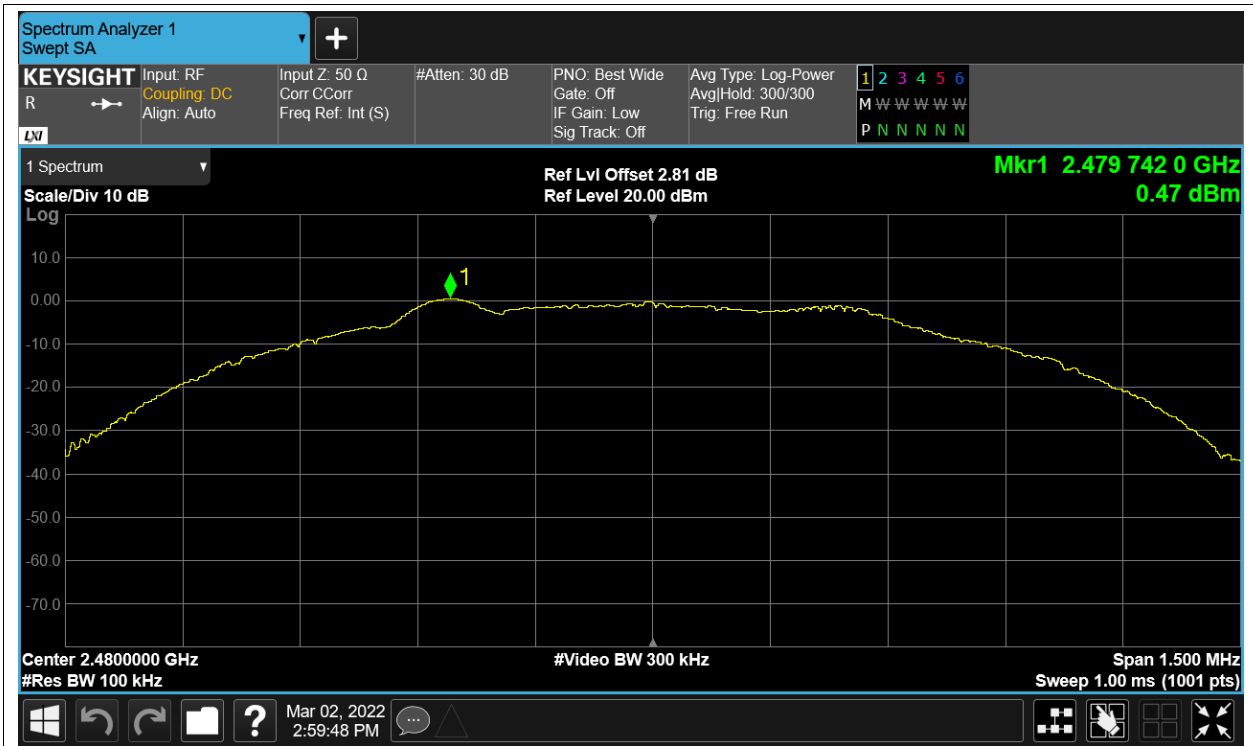 Spectrum Analyzer 1
Swept SA
KEYSIGHT
R
LXI
Input: RF
Coupling: DC
Align: Auto
Input Z: 50 Ω
Corr CCorr
Freq Ref: Int (S)
#Atten: 30 dB
PNO: Best Wide
Gate: Off
IF Gain: Low
Sig Track: Off
Avg Type: Log-Power
Avg|Hold: 300/300
Trig: Free Run
1 2 3 4 5 6
M W W W W W
P N N N N N
1 Spectrum
Scale/Div 10 dB
Log
Ref Lvl Offset 2.81 dB
Ref Level 20.00 dBm
Mkr1 2.479 742 0 GHz
0.47 dBm
1
10.0
0.00
-10.0
-20.0
-30.0
-40.0
-50.0
-60.0
-70.0
Center 2.4800000 GHz
#Res BW 100 kHz
#Video BW 300 kHz
Span 1.500 MHz
Sweep 1.00 ms (1001 pts)
?
Mar 02, 2022
2:59:48 PM